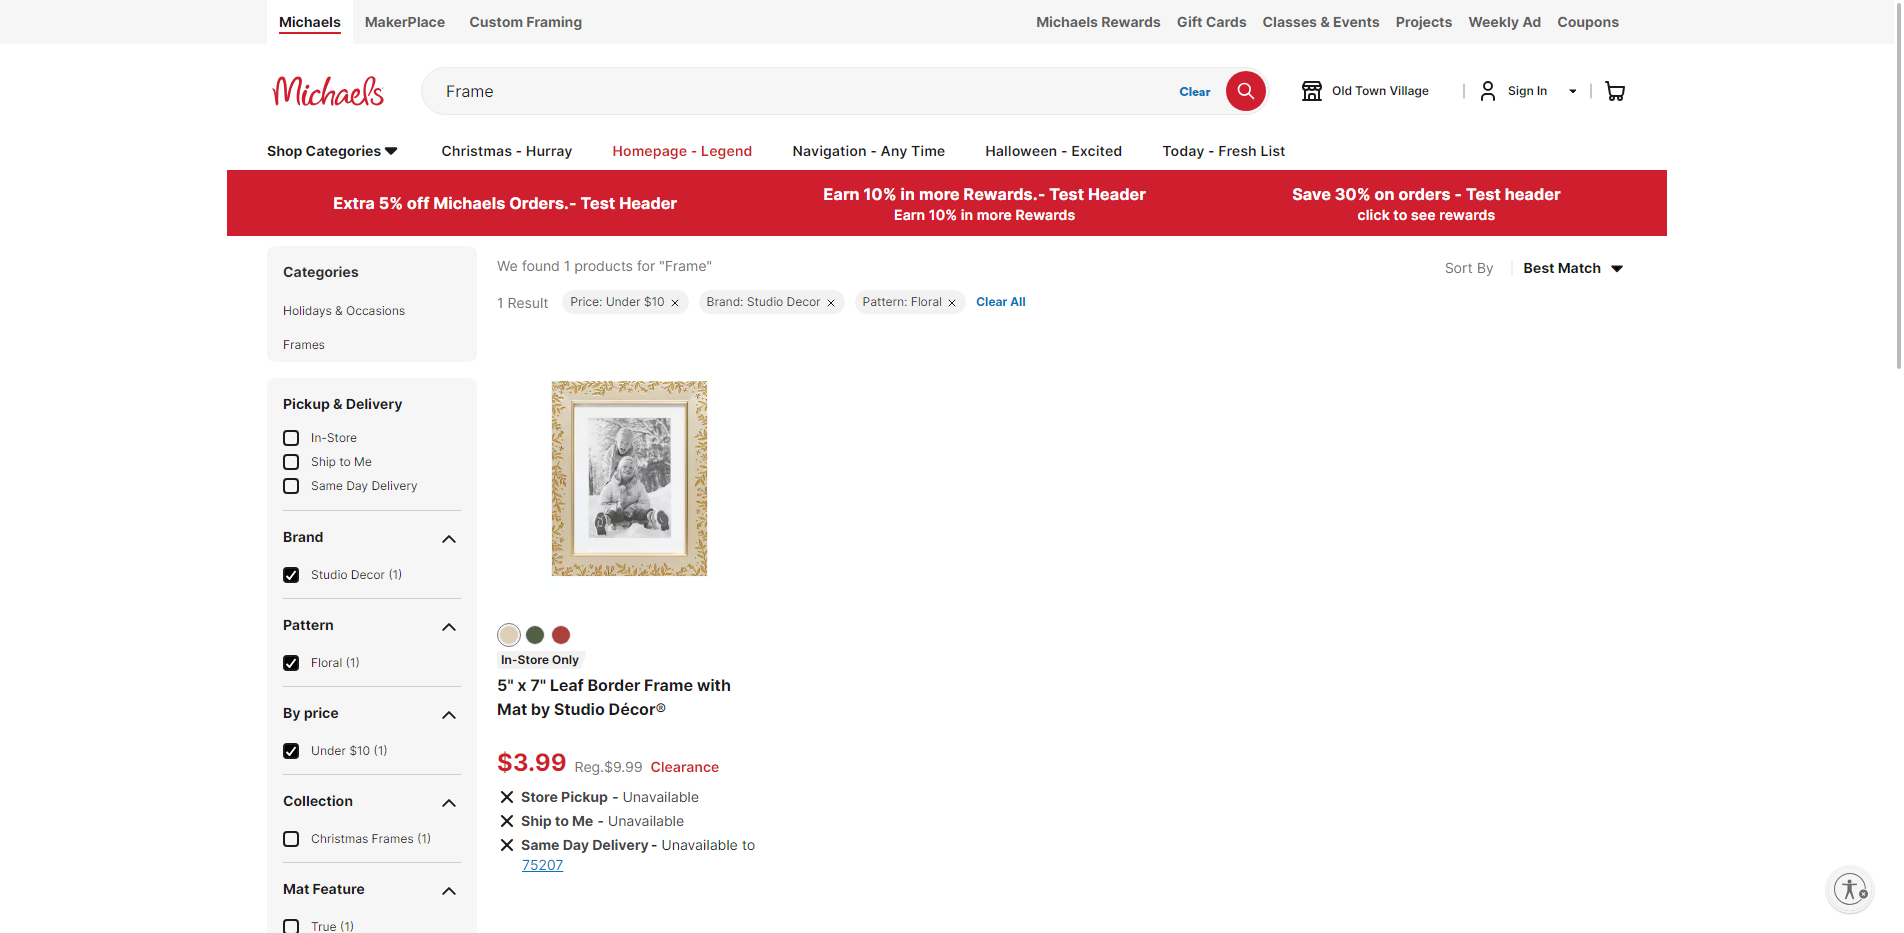 Michaels
MakerPlace
Custom Framing
Michaels Rewards
Gift Cards
Classes & Events
Projects
Weekly Ad
Coupons
Michaels
Frame
Clear
Old Town Village
Sign In
Shop Categories
Christmas - Hurray
Homepage - Legend
Navigation - Any Time
Halloween - Excited
Today - Fresh List
Extra 5% off Michaels Orders.- Test Header
Earn 10% in more Rewards.- Test Header
Earn 10% in more Rewards
Save 30% on orders - Test header
click to see rewards
Categories
Holidays & Occasions
Frames
Pickup & Delivery
In-Store
Ship to Me
Same Day Delivery
Brand
Studio Decor (1)
Pattern
Floral (1)
By price
Under $10 (1)
Collection
Christmas Frames (1)
Mat Feature
True (1)
We found 1 products for "Frame"
Sort By
Best Match
1 Result
Price: Under $10
Brand: Studio Decor
Pattern: Floral
Clear All
In-Store Only
5" x 7" Leaf Border Frame with
Mat by Studio Décor®
$3.99 Reg.$9.99 Clearance
Store Pickup - Unavailable
Ship to Me - Unavailable
Same Day Delivery - Unavailable to
75207